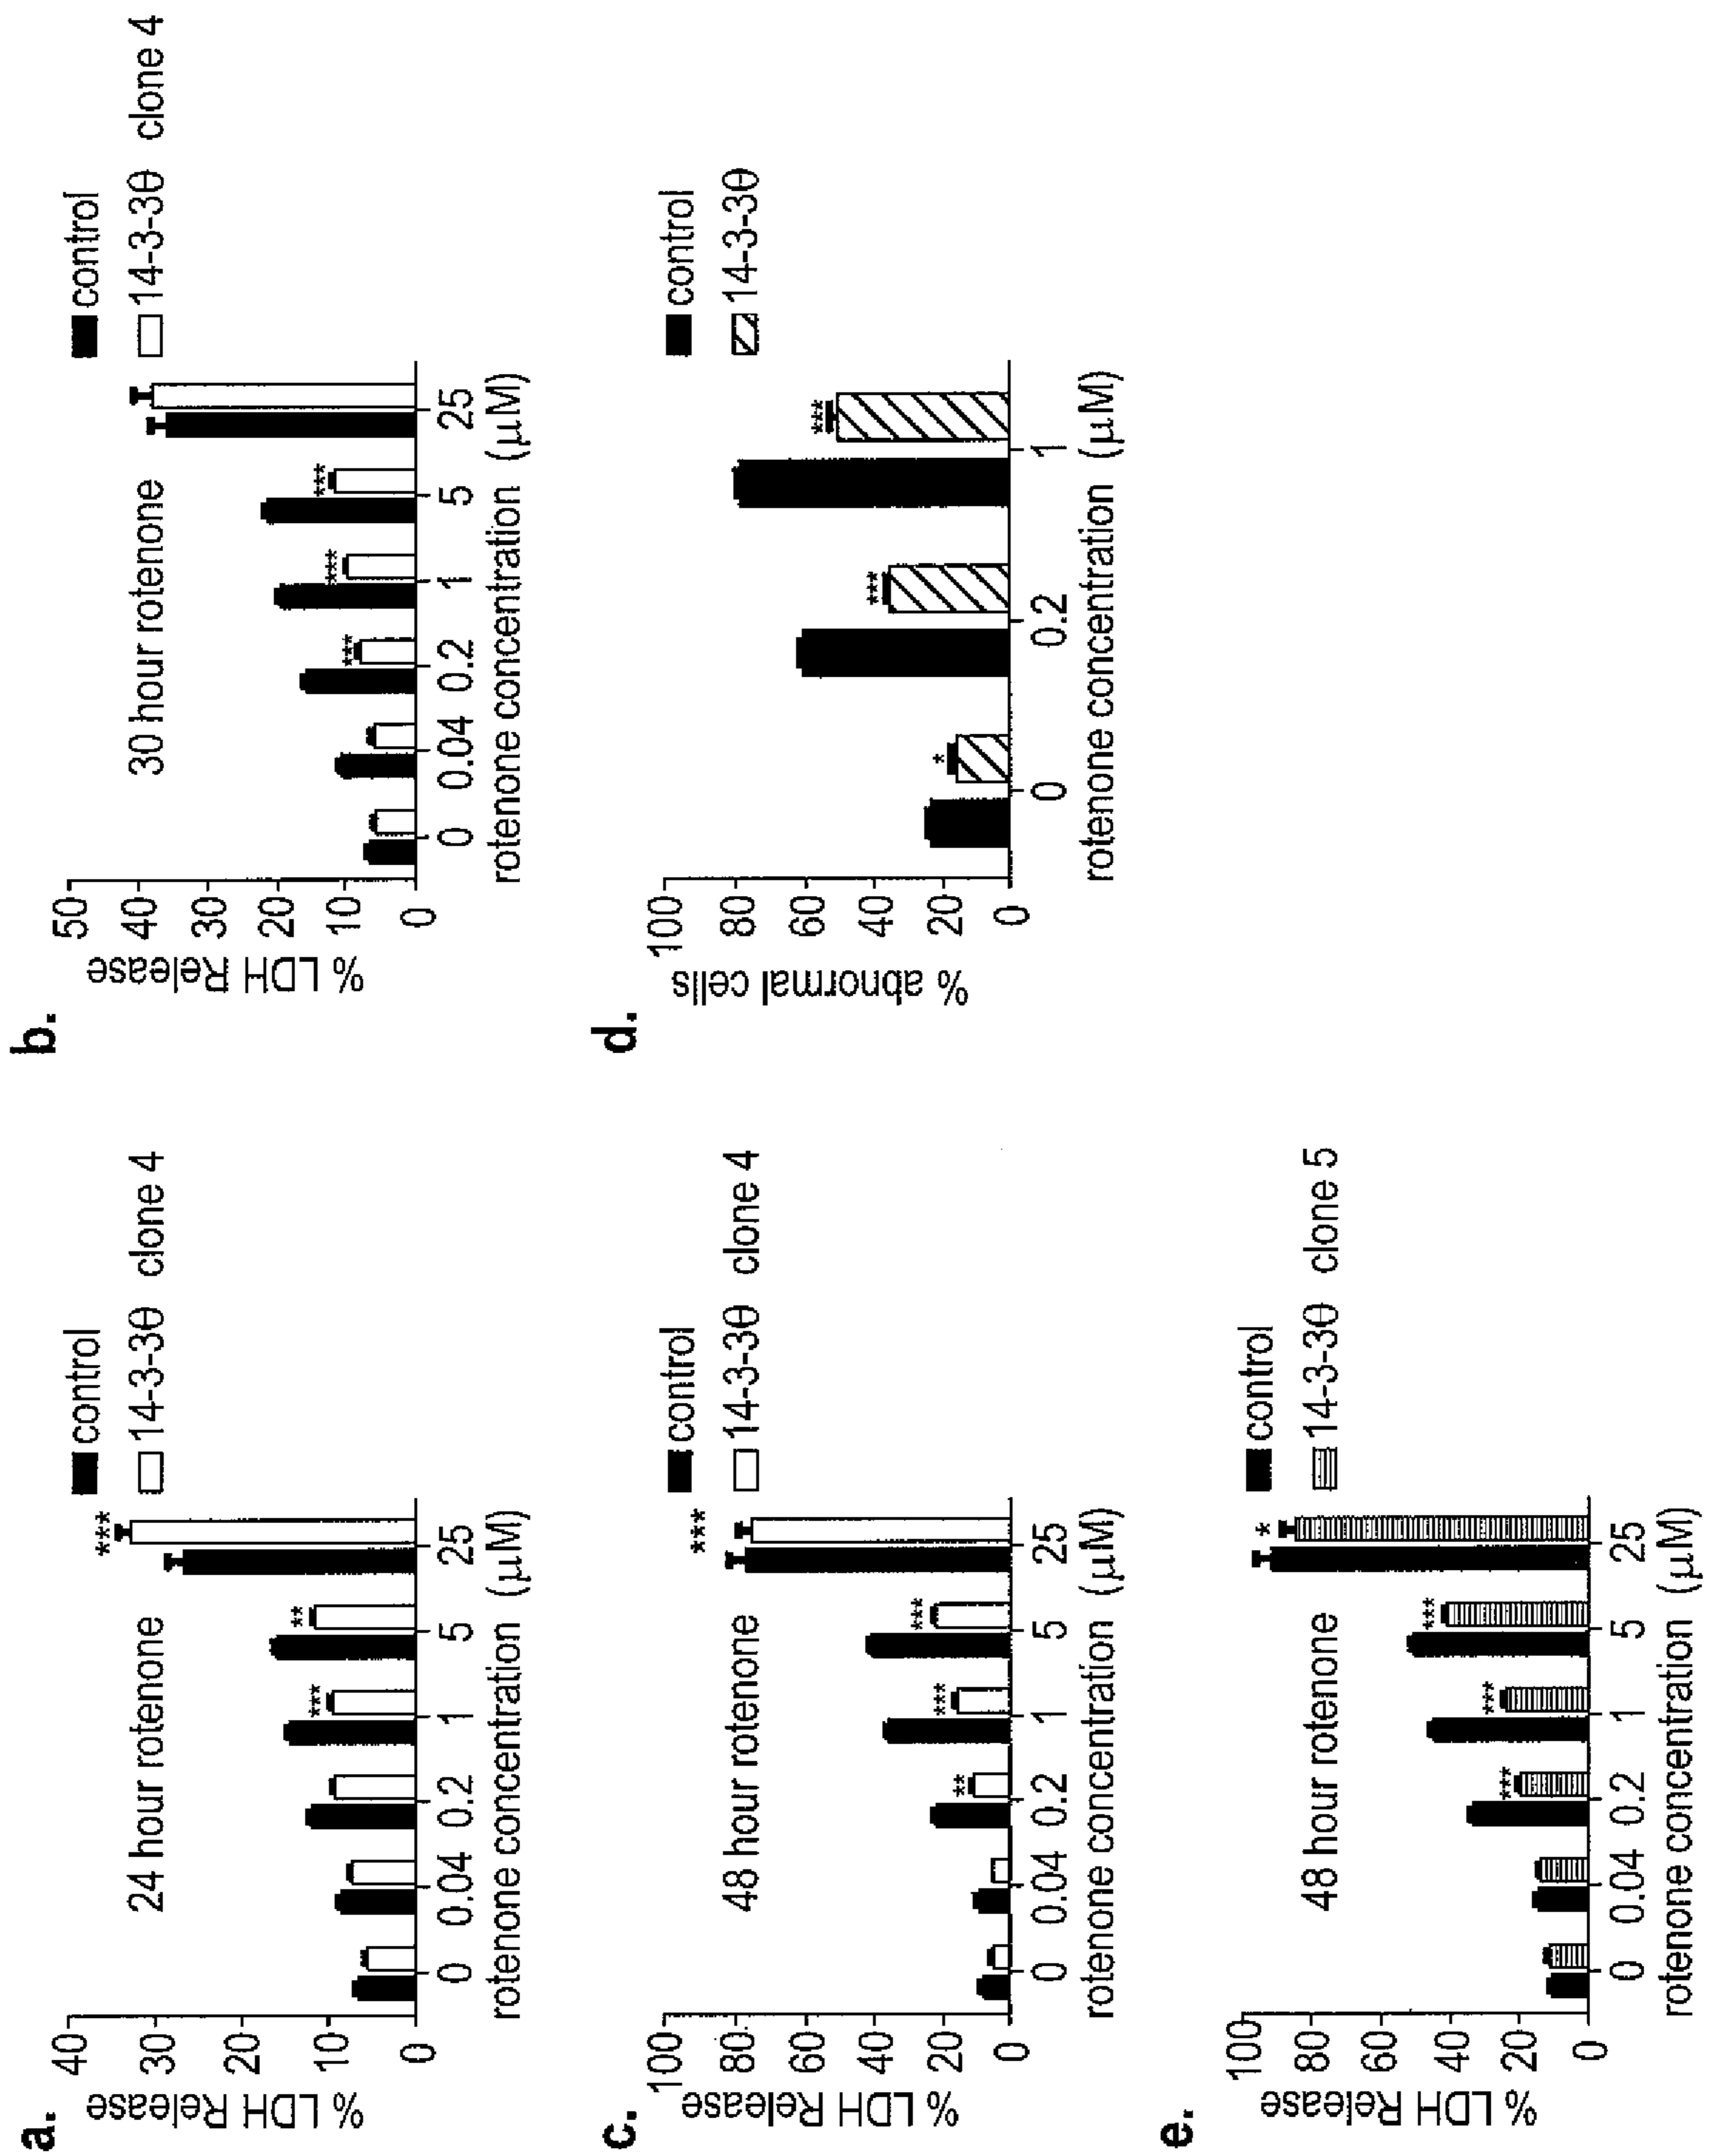 a.
24 hour rotenone
■ control
□ 14-3-3θ clone 4
% LDH Release
40
30
20
10
0
***
**
***
0 0.04 0.2 1 5 25
rotenone concentration (µM)
b.
30 hour rotenone
■ control
□ 14-3-3θ clone 4
% LDH Release
50
40
30
20
10
0
*** *** ***
0 0.04 0.2 1 5 25
rotenone concentration (µM)
c.
48 hour rotenone
■ control
□ 14-3-3θ clone 4
% LDH Release
100
80
60
40
20
0
** *** *** ***
0 0.04 0.2 1 5 25
rotenone concentration (µM)
d.
control
14-3-3θ
% abnormal cells
100
80
60
40
20
0
* *** ***
0 0.2 1
rotenone concentration (µM)
e.
48 hour rotenone
control
14-3-3θ clone 5
% LDH Release
100
80
60
40
20
0
*** *** *** *
0 0.04 0.2 1 5 25
rotenone concentration (µM)